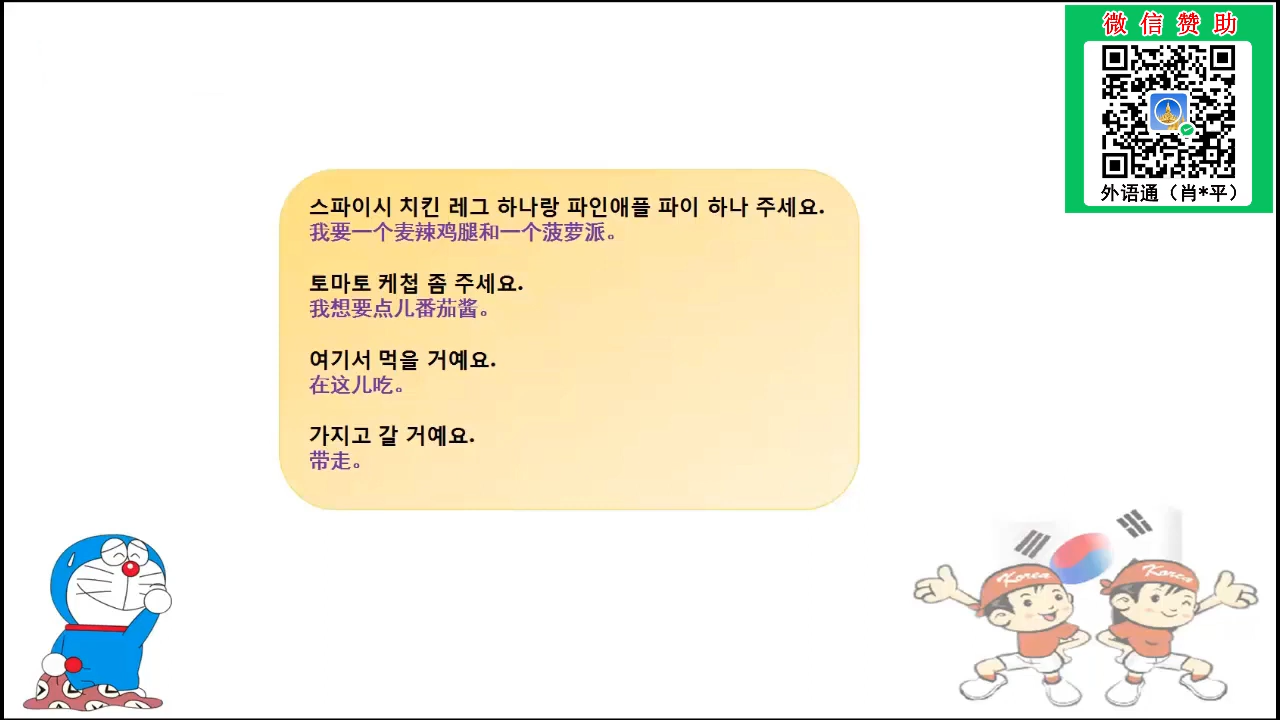 微信赞助
外语通（肖*平）
스파이시 치킨 레그 하나랑 파인애플 파이 하나 주세요.
我要一个麦辣鸡腿和一个菠萝派。
토마토 케첩 좀 주세요.
我想要点儿番茄酱。
여기서 먹을 거예요.
在这儿吃。
가지고 갈 거예요.
带走。
Korea
Korea